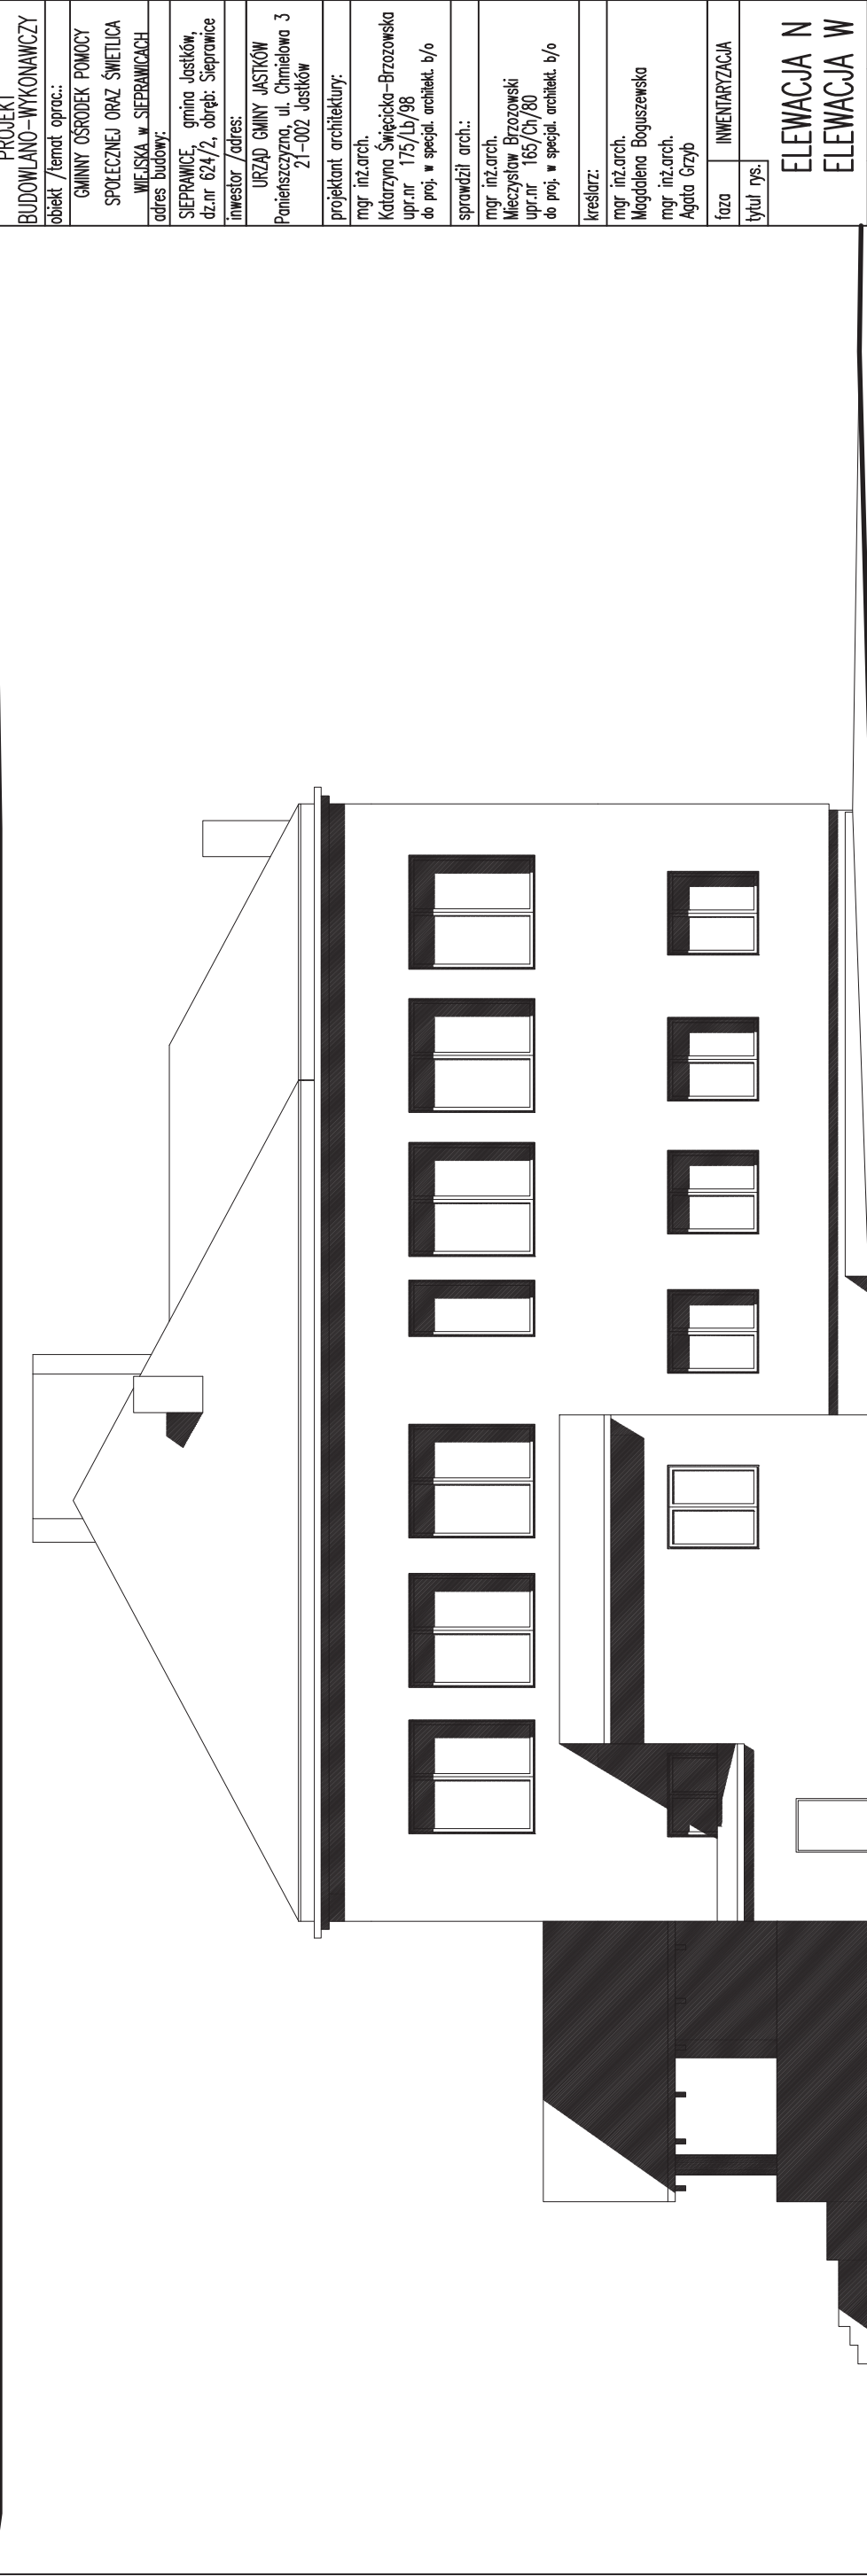 PROJEKT
BUDOWLANO-WYKONAWCZY
obiekt /temat oprac.:
GMINNY OŚRODEK POMOCY
SPOŁECZNEJ ORAZ ŚWIETLICA
WIEJSKA w SIEPRAWICACH
adres budowy:
SIEPRAWICE, gmina Jastków,
dz.nr 624/2, obręb: Sieprawice
inwestor /adres:
URZĄD GMINY JASTKÓW
Panieńszczyzna, ul. Chmielowa 3
21-002 Jastków
projektant architektury:
mgr inż.arch.
Katarzyna Święcicka-Brzozowska
upr.nr 175/Lb/98
do proj. w specjal. architekt. b/o
sprawdził arch.:
mgr inż.arch.
Mieczysław Brzozowski
upr.nr 165/Ch/80
do proj. w specjal. architekt. b/o
kreślarz:
mgr inż.arch.
Magdalena Boguszewska
mgr inż.arch.
Agata Grzyb
faza INWENTARYZACJA
tytuł rys.
ELEWACJA N
ELEWACJA W